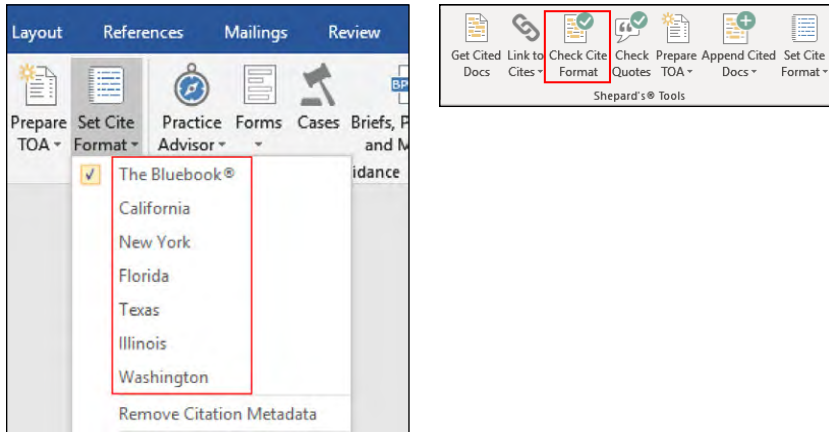 Layout References Mailings Review
Prepare TOA
Set Cite Format
Practice Advisor
Forms
Cases
Briefs,
and
idance
The Bluebook®
California
New York
Florida
Texas
Illinois
Washington
Remove Citation Metadata
Get Cited Docs
Link to Cites
Check Cite Format
Check Quotes
Prepare TOA
Append Cited Docs
Set Cite Format
Shepard's® Tools